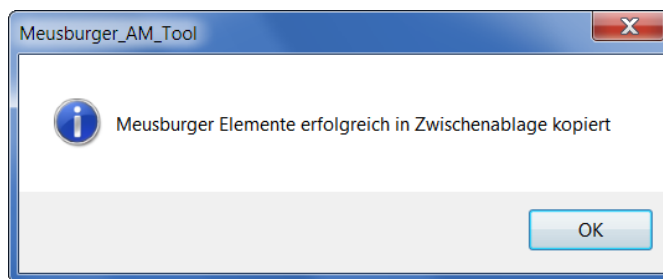 Meusburger_AM_Tool
Meusburger Elemente erfolgreich in Zwischenablage kopiert
OK